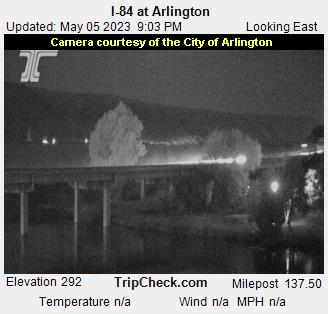 I-84 at Arlington
Updated: May 05 2023 9:03 PM Looking East
Camera courtesy of the City of Arlington
Elevation 292 TripCheck.com Milepost 137.50
Temperature n/a Wind n/a MPH n/a